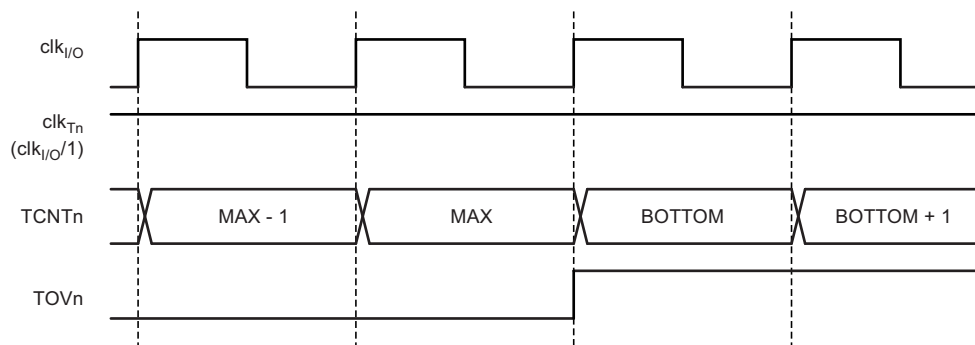 clkI/O
clkTn
(clkI/O/1)
TCNTn MAX - 1 MAX BOTTOM BOTTOM + 1
TOVn